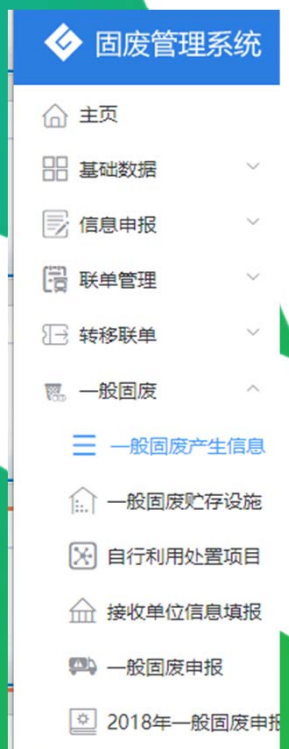 固废管理系统
主页
基础数据
信息申报
联单管理
转移联单
一般固废
一般固废产生信息
一般固废贮存设施
自行利用处置项目
接收单位信息填报
一般固废申报
2018年一般固废申报